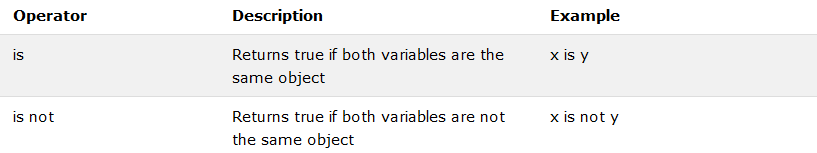 Operator Description Example
is Returns true if both variables are the x is y
same object
is not Returns true if both variables are not x is not y
the same object